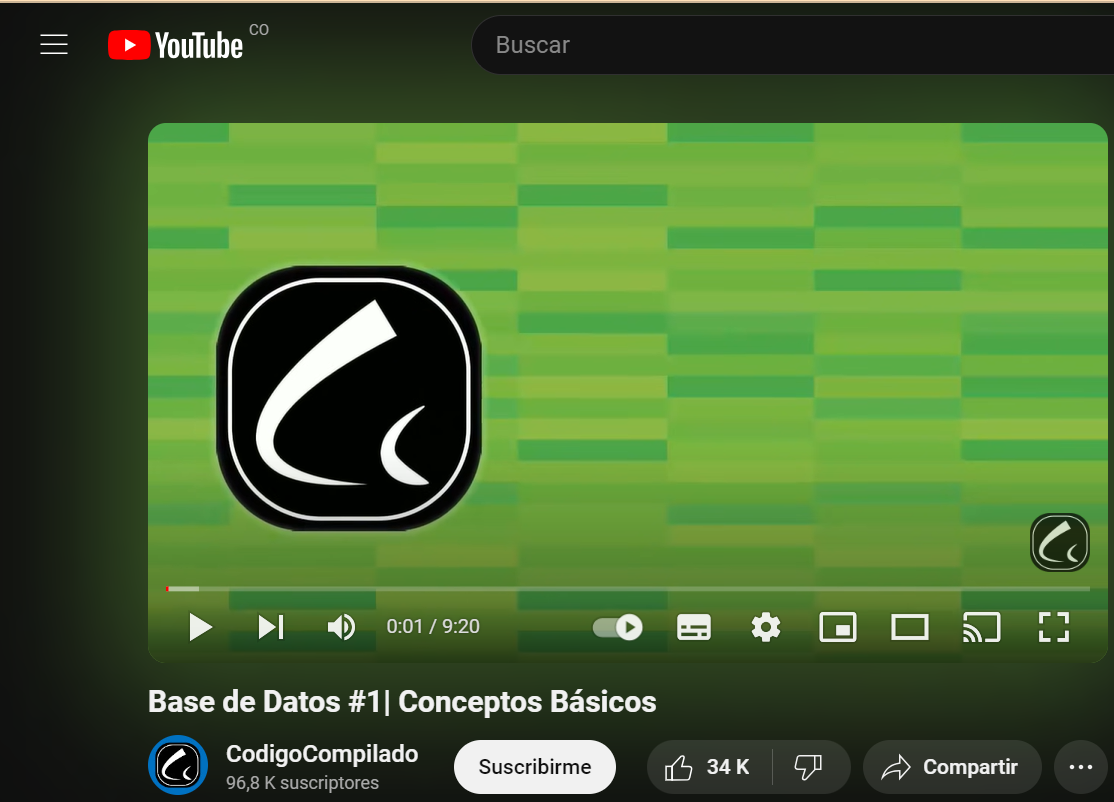 YouTube CO
Buscar
0:01 / 9:20
Base de Datos #1| Conceptos Básicos
CodigoCompilado
96,8 K suscriptores
Suscribirme
34 K
Compartir